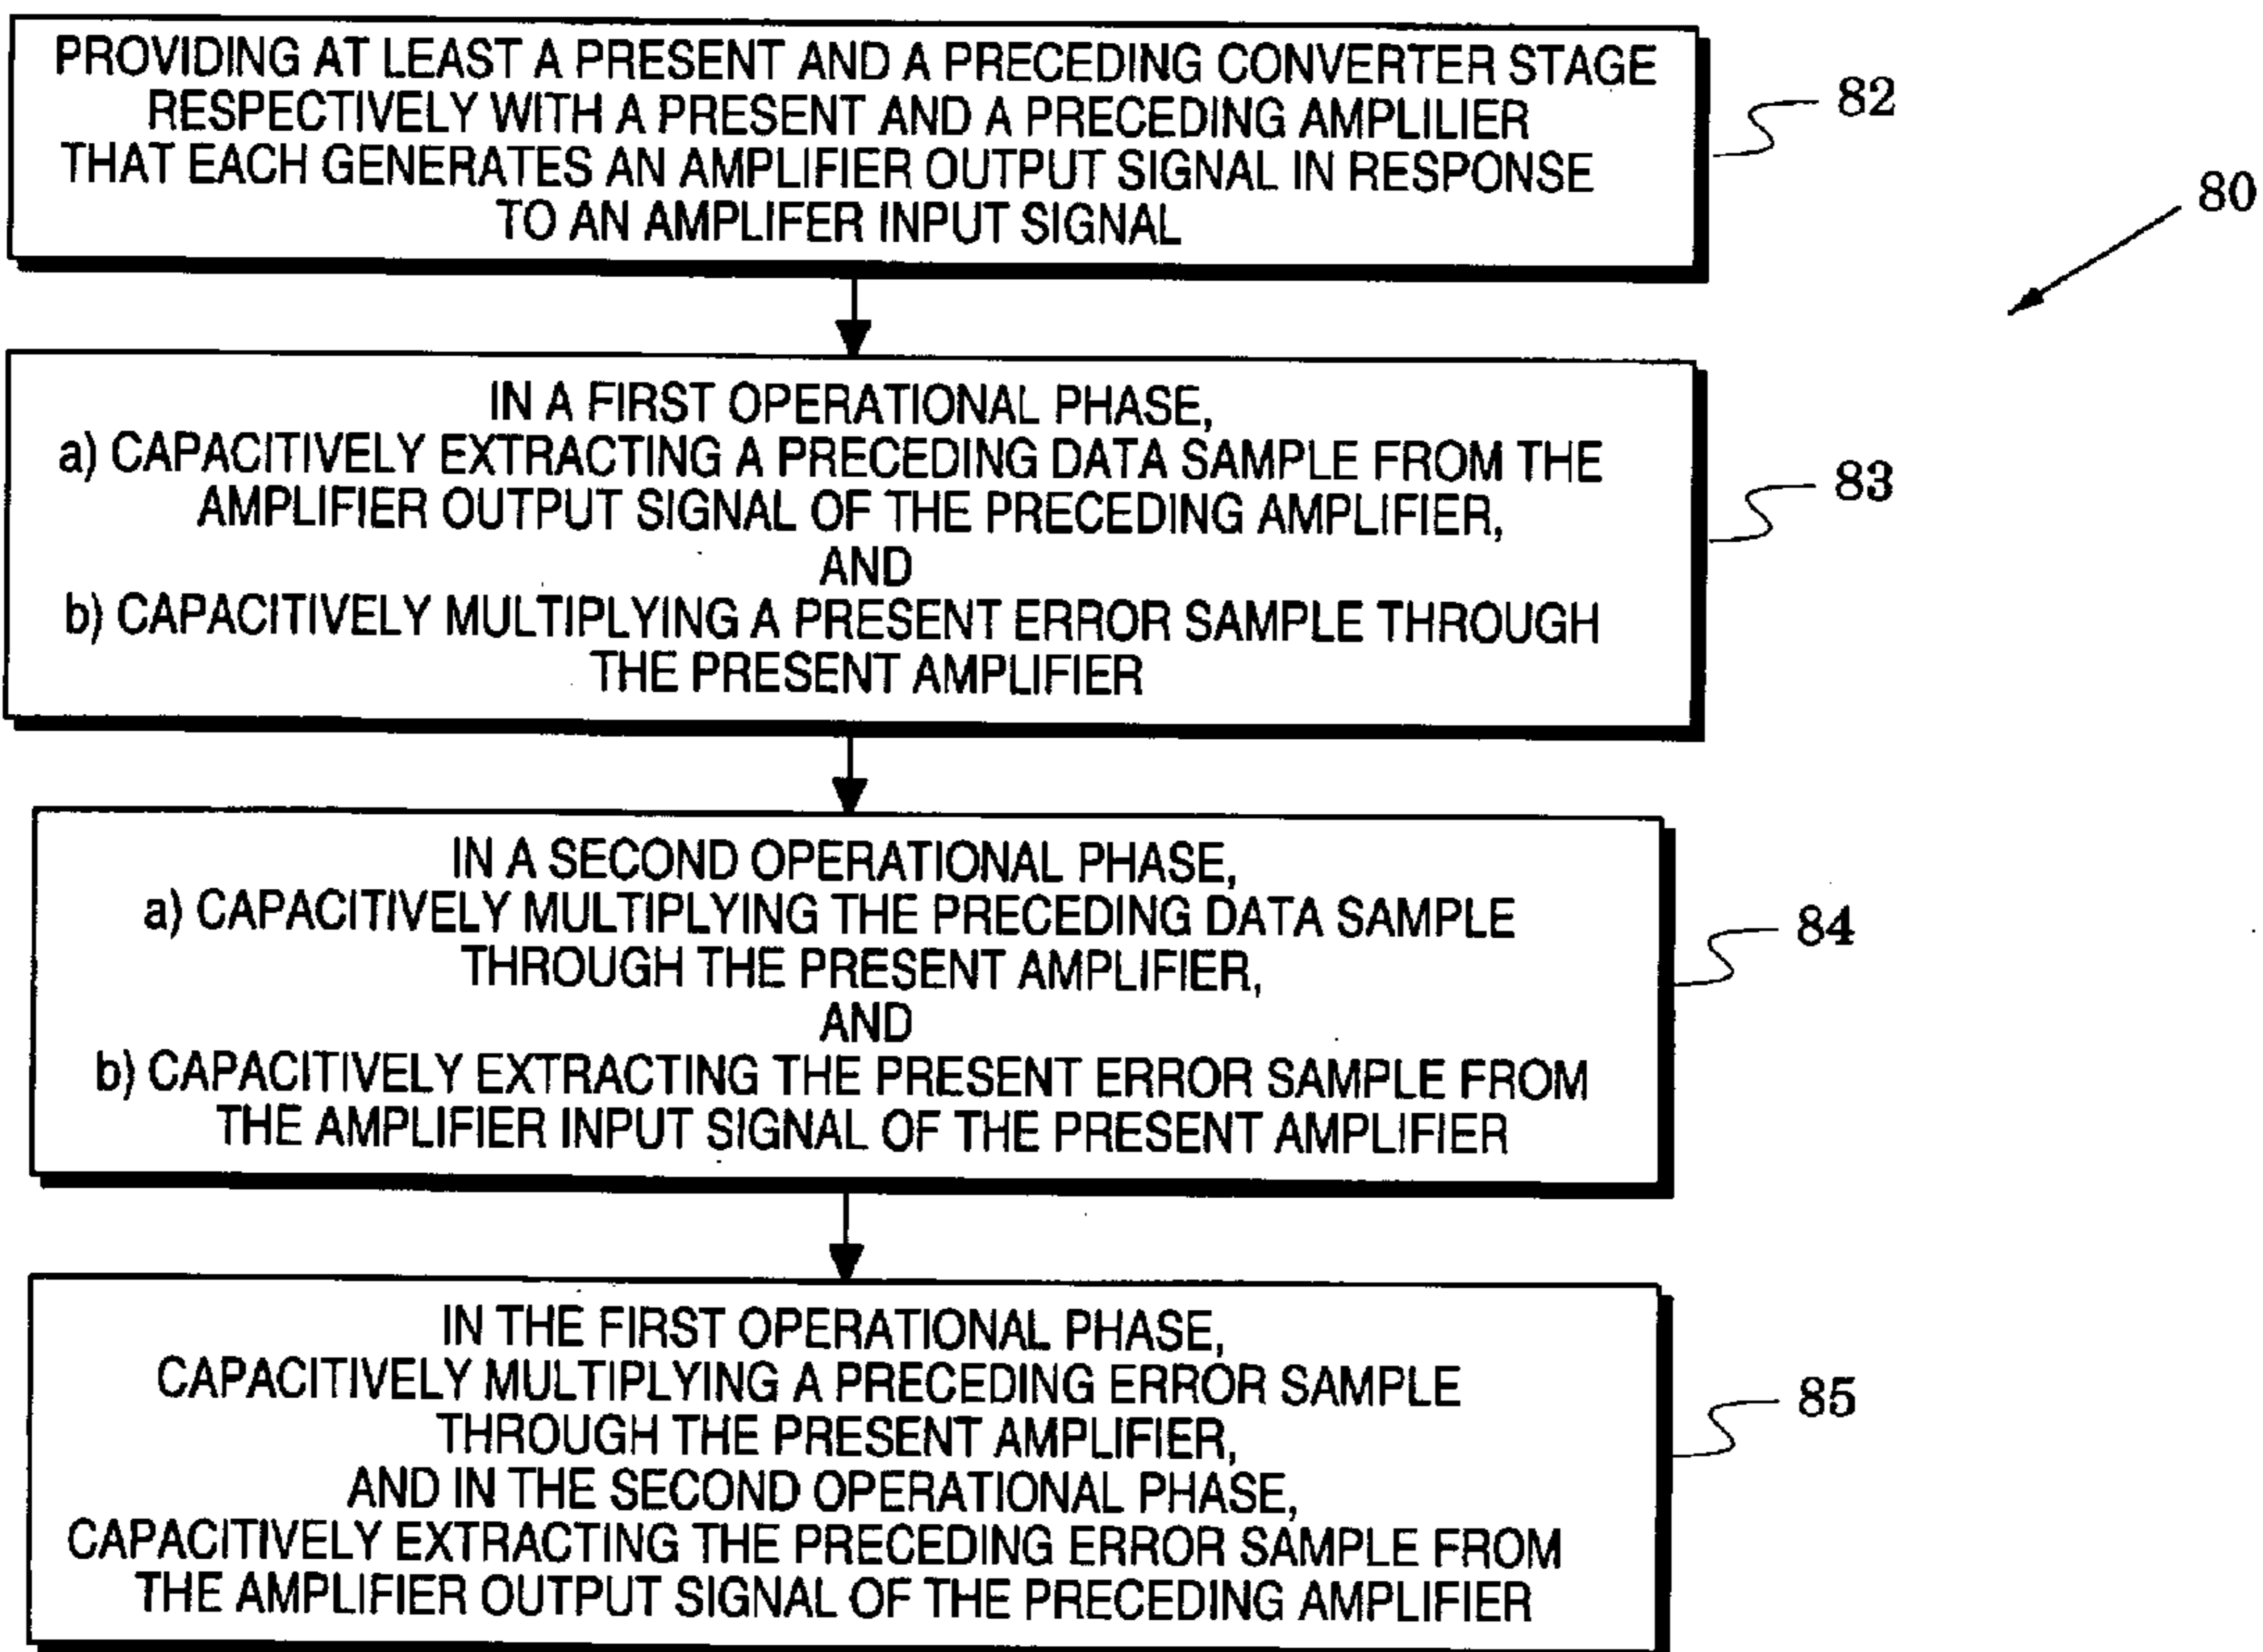 PROVIDING AT LEAST A PRESENT AND A PRECEDING CONVERTER STAGE
RESPECTIVELY WITH A PRESENT AND A PRECEDING AMPLILIER
THAT EACH GENERATES AN AMPLIFIER OUTPUT SIGNAL IN RESPONSE
TO AN AMPLIFER INPUT SIGNAL
82
80
IN A FIRST OPERATIONAL PHASE,
a) CAPACITIVELY EXTRACTING A PRECEDING DATA SAMPLE FROM THE
AMPLIFIER OUTPUT SIGNAL OF THE PRECEDING AMPLIFIER,
AND
b) CAPACITIVELY MULTIPLYING A PRESENT ERROR SAMPLE THROUGH
THE PRESENT AMPLIFIER
83
IN A SECOND OPERATIONAL PHASE,
a) CAPACITIVELY MULTIPLYING THE PRECEDING DATA SAMPLE
THROUGH THE PRESENT AMPLIFIER,
AND
b) CAPACITIVELY EXTRACTING THE PRESENT ERROR SAMPLE FROM
THE AMPLIFIER INPUT SIGNAL OF THE PRESENT AMPLIFIER
84
IN THE FIRST OPERATIONAL PHASE,
CAPACITIVELY MULTIPLYING A PRECEDING ERROR SAMPLE
THROUGH THE PRESENT AMPLIFIER,
AND IN THE SECOND OPERATIONAL PHASE,
CAPACITIVELY EXTRACTING THE PRECEDING ERROR SAMPLE FROM
THE AMPLIFIER OUTPUT SIGNAL OF THE PRECEDING AMPLIFIER
85